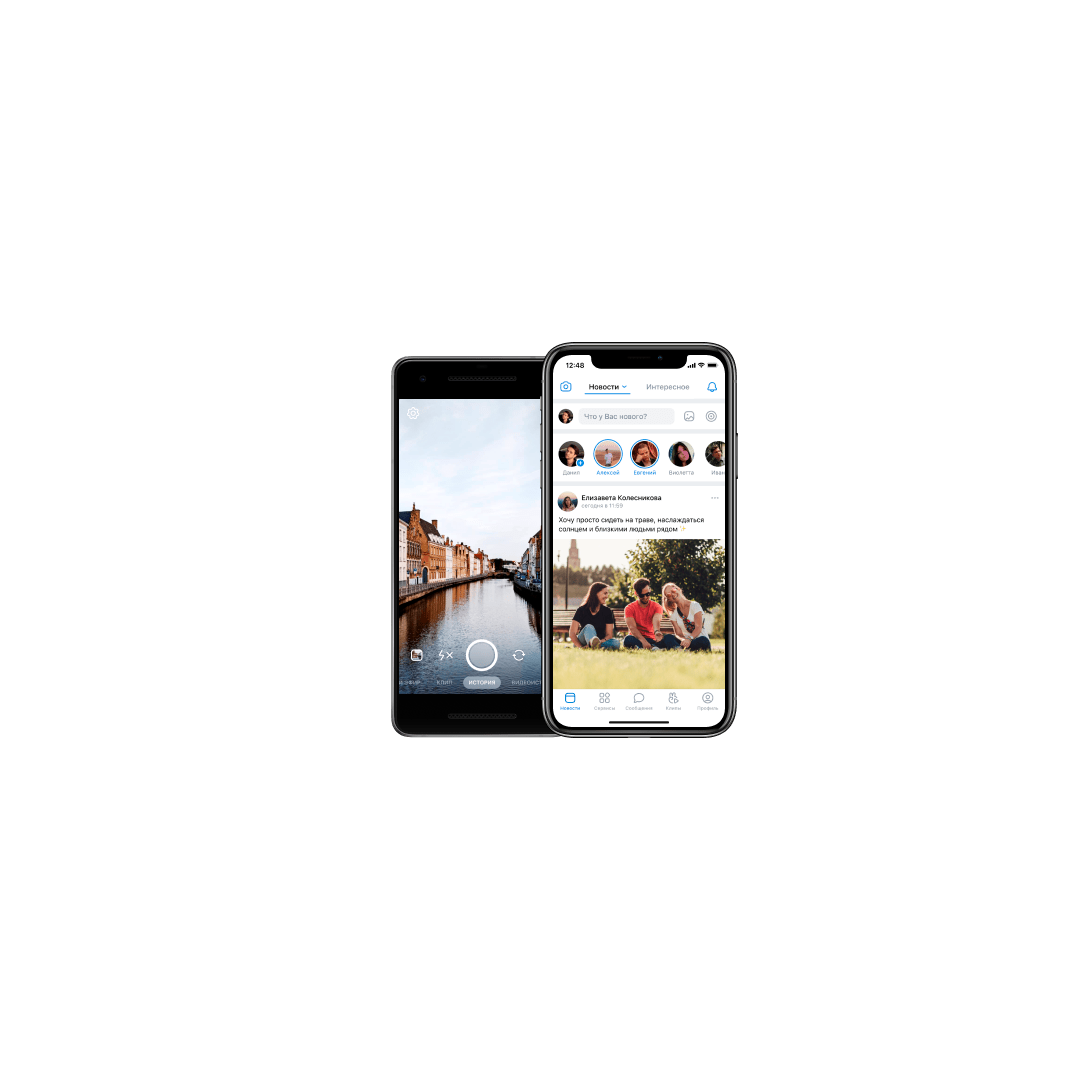 12:48
Новости
Интересное
Что у Вас нового?
Данил
Алексей
Евгений
Виолетта
Иван
Елизавета Колесникова
сегодня в 11:59
Хочу просто сидеть на траве, наслаждаться
солнцем и близкими людьми рядом ✨
КЛИП
ИСТОРИЯ
ВИДЕОИСТ
Новости
Сервисы
Сообщения
Клипы
Профиль